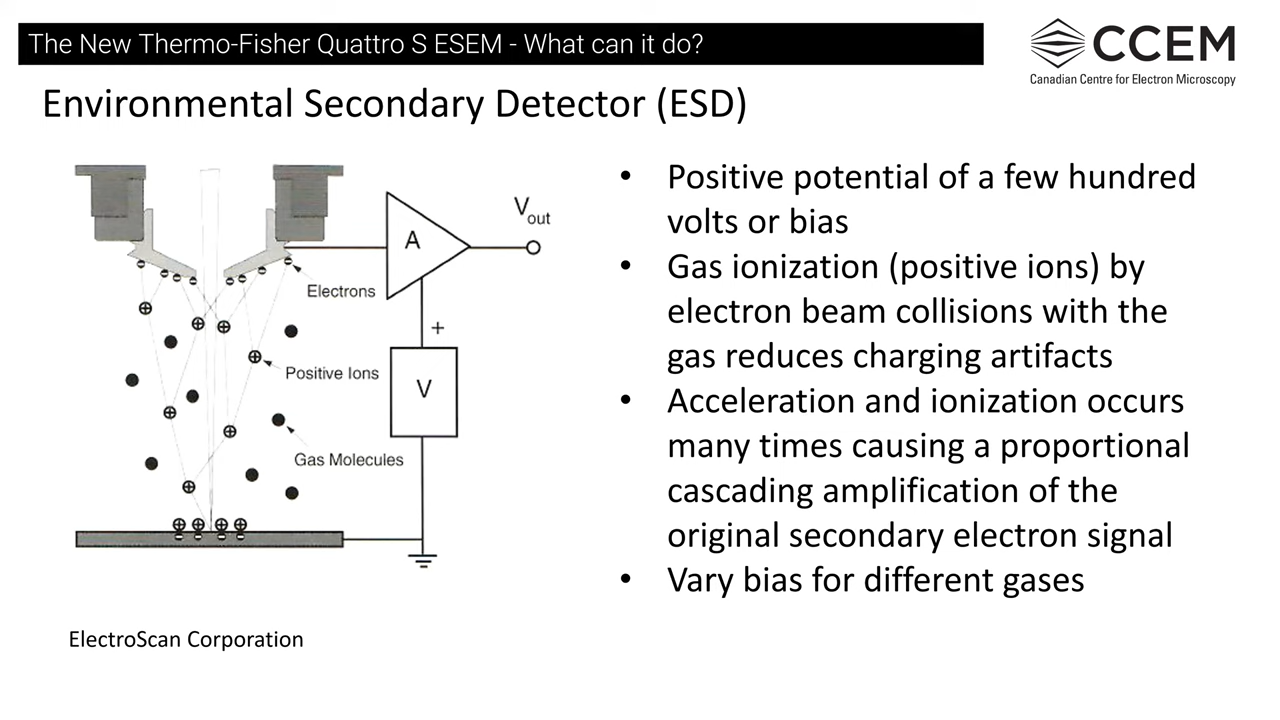 The New Thermo-Fisher Quattro S ESEM - What can it do?
CCEM
Canadian Centre for Electron Microscopy
Environmental Secondary Detector (ESD)
A
Vout
Electrons
+
Positive Ions
V
Gas Molecules
ElectroScan Corporation
• Positive potential of a few hundred
volts or bias
• Gas ionization (positive ions) by
electron beam collisions with the
gas reduces charging artifacts
• Acceleration and ionization occurs
many times causing a proportional
cascading amplification of the
original secondary electron signal
• Vary bias for different gases